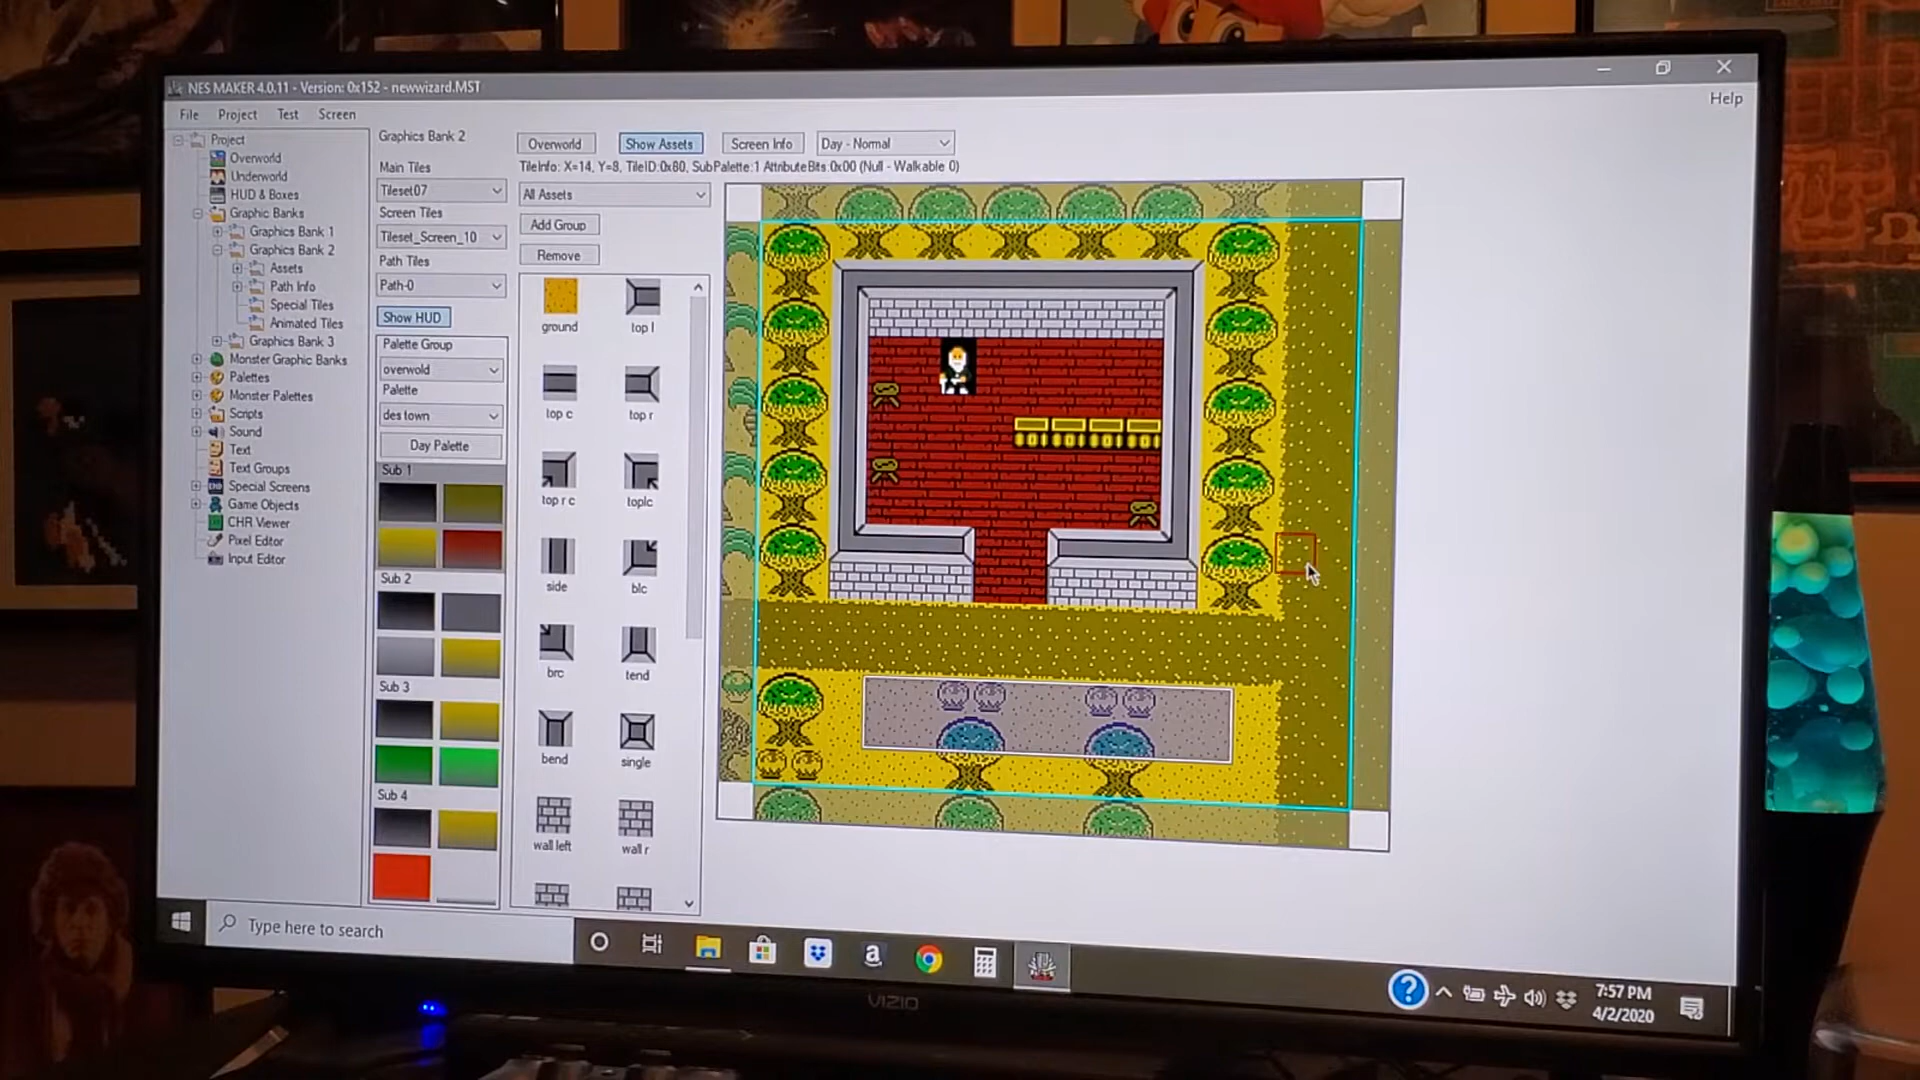 NES MAKER 4.0.11 - Version: 0x152 - newwizard.MST
File Project Test Screen
Help
Project
Overworld
Underworld
HUD & Boxes
Graphic Banks
Graphics Bank 1
Graphics Bank 2
Assets
Path Info
Special Tiles
Animated Tiles
Graphics Bank 3
Monster Graphic Banks
Palettes
Monster Palettes
Scripts
Sound
Text
Text Groups
Special Screens
Game Objects
CHR Viewer
Pixel Editor
Input Editor
Graphics Bank 2
Main Tiles
Tileset07
Screen Tiles
Tileset_Screen_10
Path Tiles
Path-0
Show HUD
Palette Group
overwold
Palette
des town
Day Palette
Sub 1
Sub 2
Sub 3
Sub 4
Overworld Show Assets Screen Info Day - Normal
TileInfo: X=14, Y=8, TileID:0x60, SubPalette:1 AttributeBits:0x00 (Null - Walkable 0)
All Assets
Add Group
Remove
ground top l
top c top r
top r c toplc
side blc
brc tend
bend single
wall left wall r
Type here to search
7:57 PM
4/2/2020
VIZIO